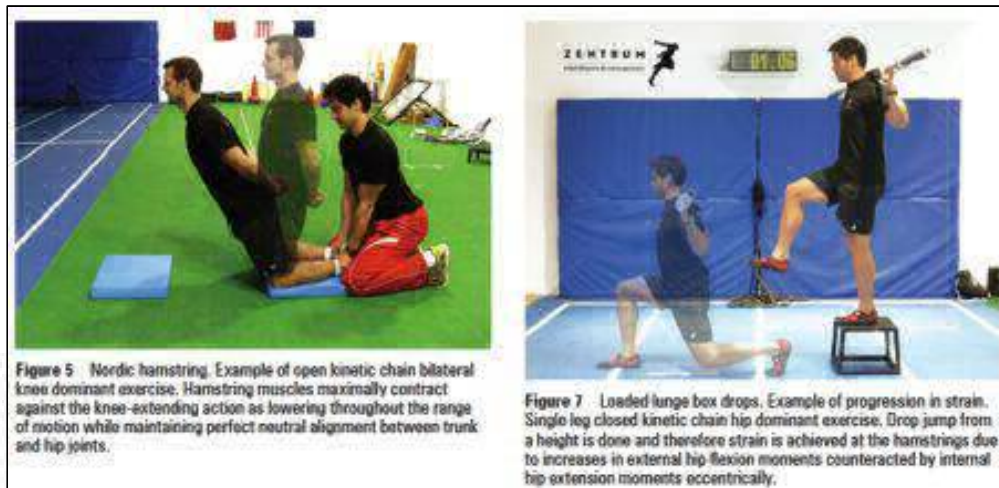 ZENTRUM
01.06
Figure 5 Nordic hamstring. Example of open kinetic chain bilateral
knee dominant exercise. Hamstring muscles maximally contract
against the knee-extending action as lowering throughout the range
of motion while maintaining perfect neutral alignment between trunk
and hip joints.
Figure 7 Loaded lunge box drops. Example of progression in strain.
Single leg closed kinetic chain hip dominant exercise. Drop jump from
a height is done and therefore strain is achieved at the hamstrings due
to increases in external hip-flexion moments counteracted by internal
hip extension moments eccentrically.